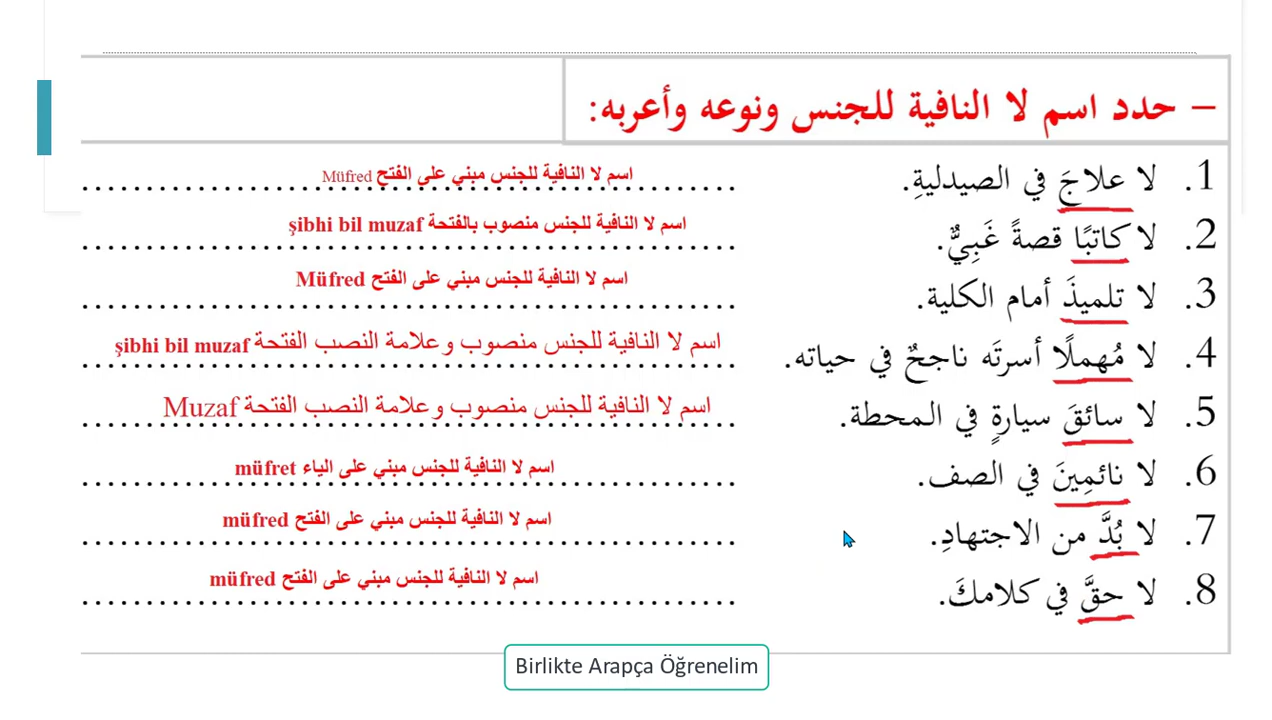 – حدد اسم لا النافية للجنس ونوعه وأعربه:
1. لا علاجَ في الصيدليةِ.
اسم لا النافية للجنس مبني على الفتح Müfred
2. لا كاتبًا قصةً غَبِيٌّ.
اسم لا النافية للجنس منصوب بالفتحة şibhi bil muzaf
3. لا تلميذَ أمام الكلية.
اسم لا النافية للجنس مبني على الفتح Müfred
4. لا مُهملًا أسرتَه ناجحٌ في حياته.
اسم لا النافية للجنس منصوب وعلامة النصب الفتحة şibhi bil muzaf
5. لا سائقَ سيارةٍ في المحطة.
اسم لا النافية للجنس منصوب وعلامة النصب الفتحة Muzaf
6. لا نائمِينَ في الصف.
اسم لا النافية للجنس مبني على الياء müfret
7. لا بُدَّ من الاجتهادِ.
اسم لا النافية للجنس مبني على الفتح müfred
8. لا حقَّ في كلامكَ.
اسم لا النافية للجنس مبني على الفتح müfred
Birlikte Arapça Öğrenelim